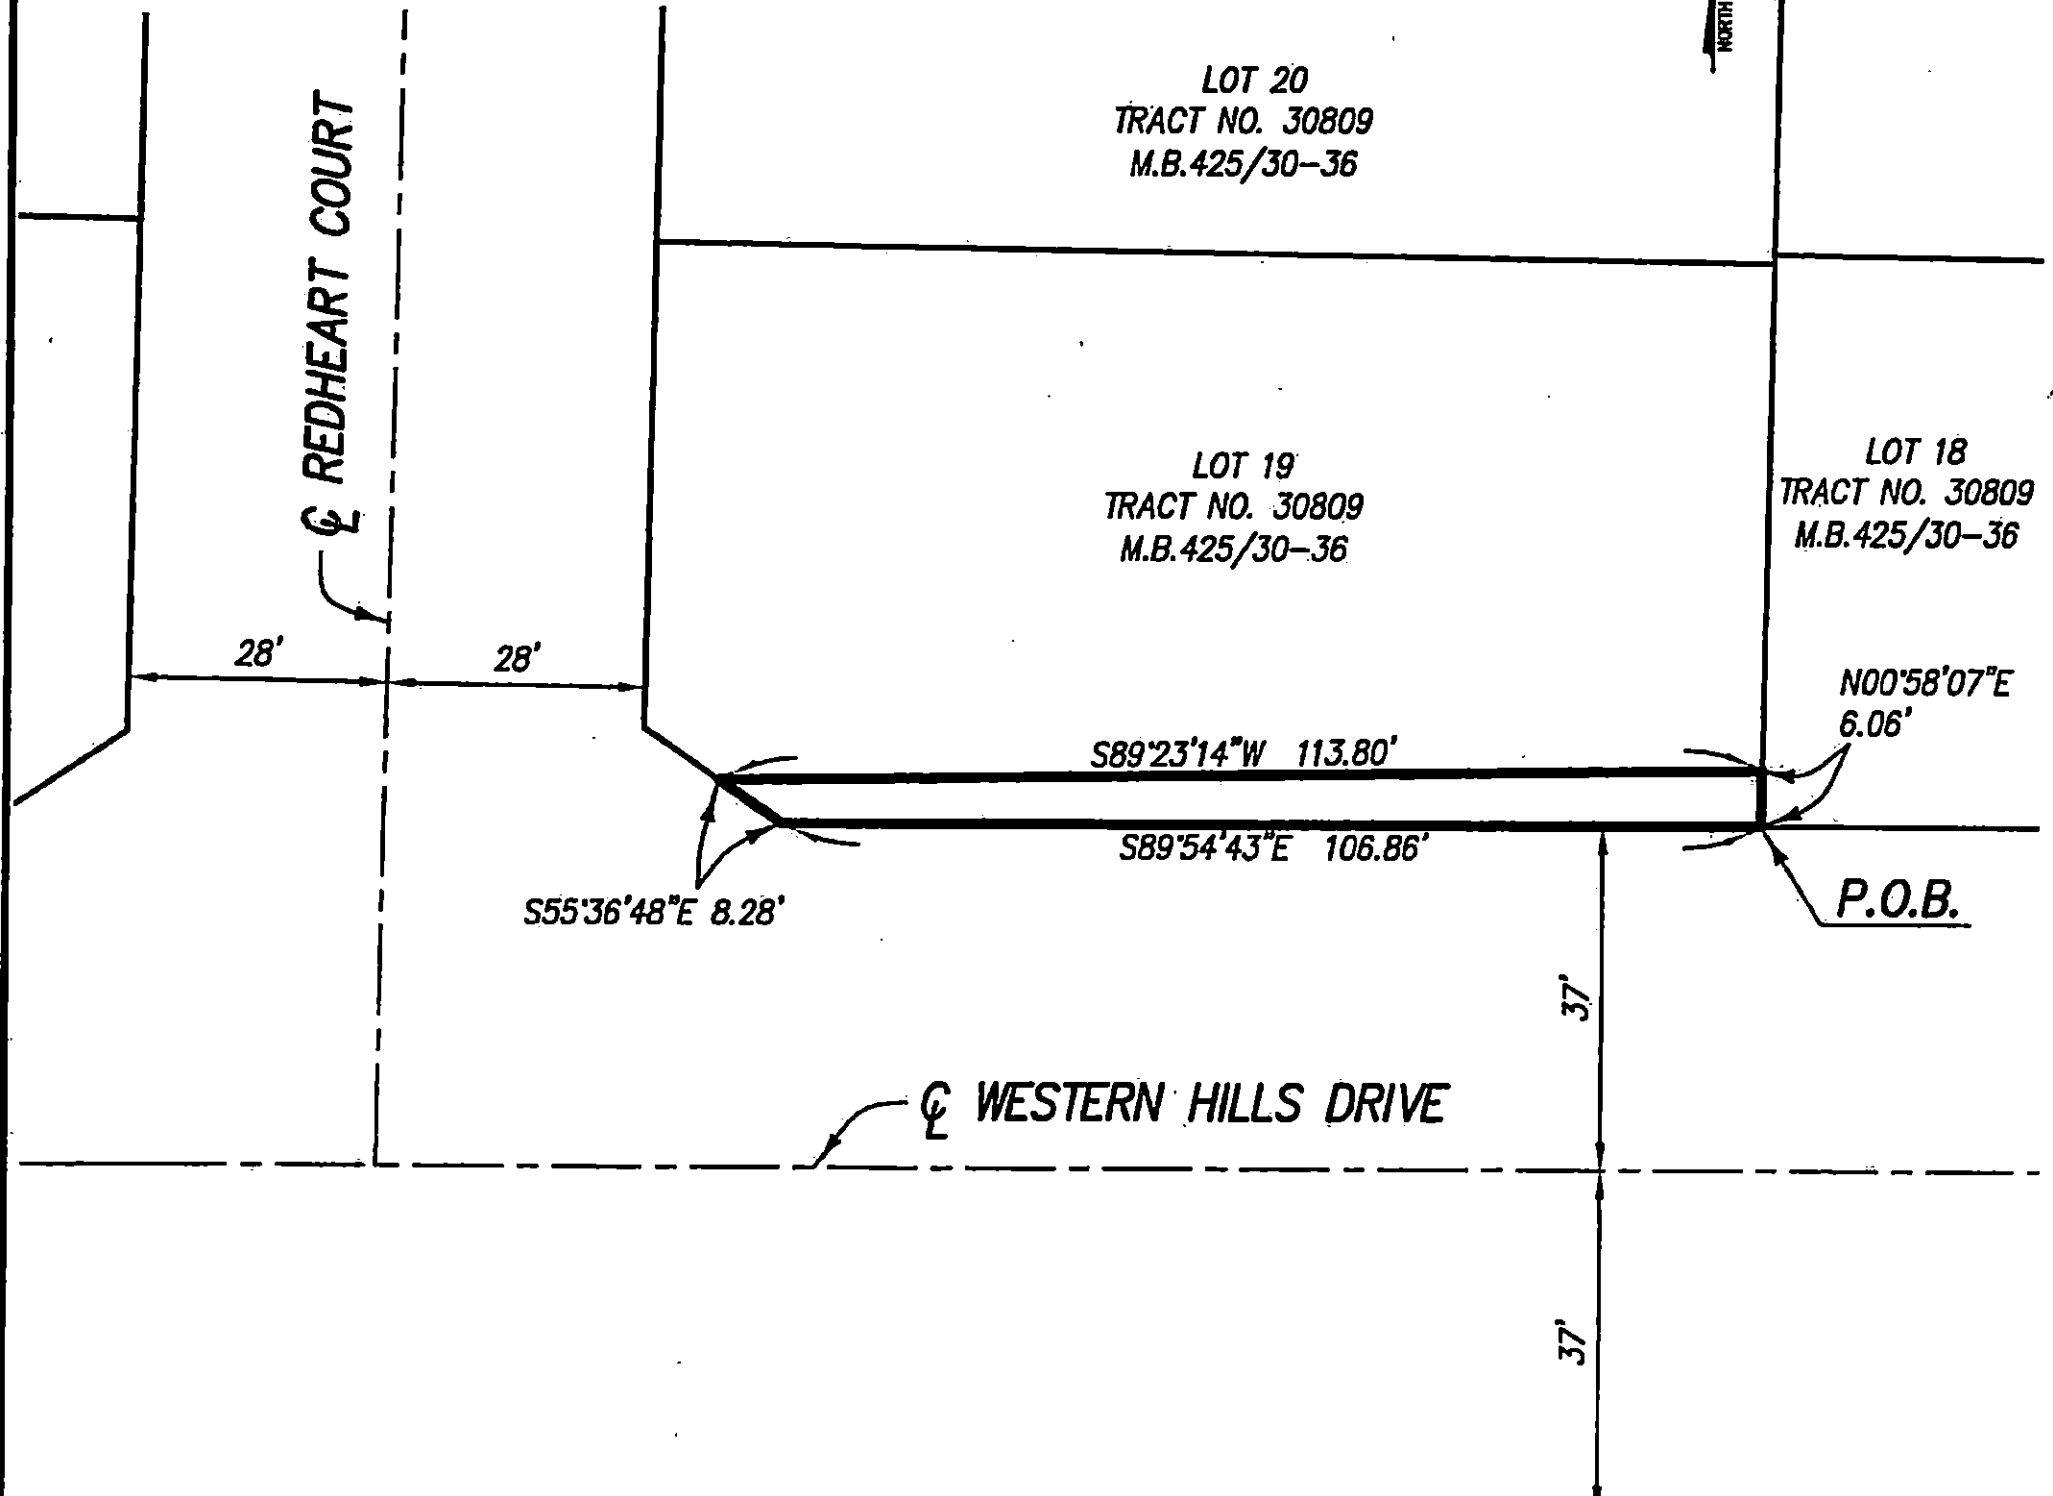 NORTH
LOT 20
TRACT NO. 30809
M.B.425/30-36
℄ REDHEART COURT
LOT 19
TRACT NO. 30809
M.B.425/30-36
LOT 18
TRACT NO. 30809
M.B.425/30-36
28'
28'
N00°58'07"E
6.06'
S89°23'14"W 113.80'
S89°54'43"E 106.86'
S55°36'48"E 8.28'
P.O.B.
37'
℄ WESTERN HILLS DRIVE
37'